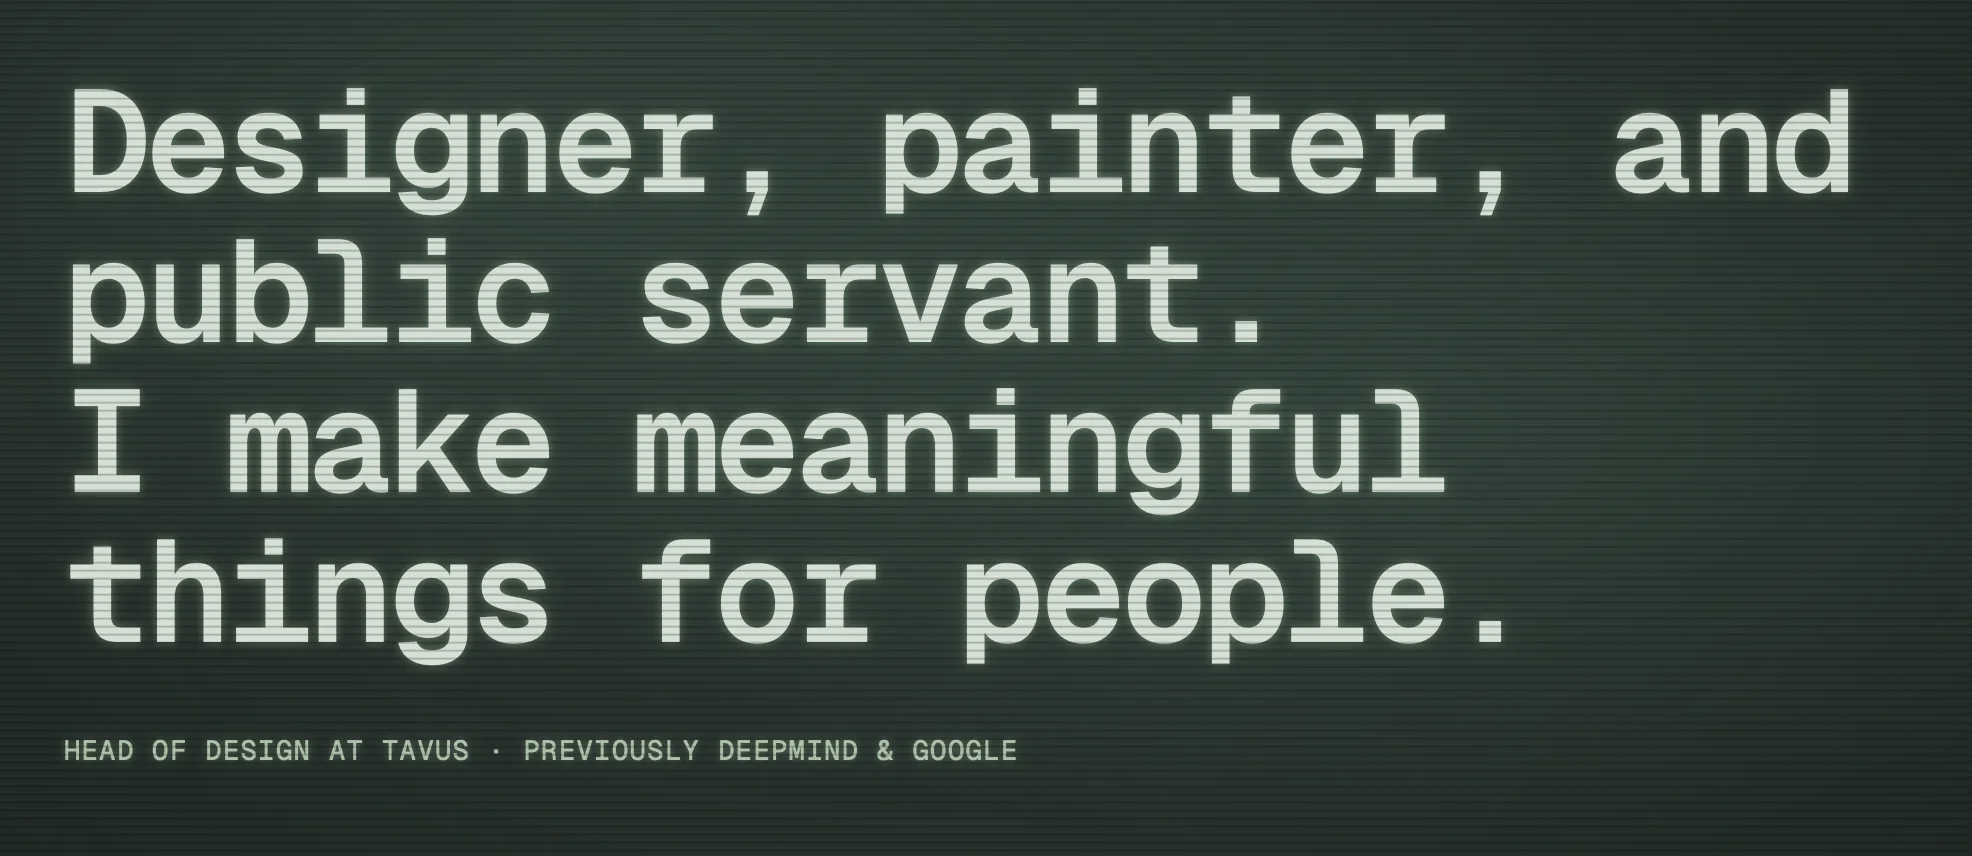 Designer, painter, and
public servant.
I make meaningful
things for people.
HEAD OF DESIGN AT TAVUS · PREVIOUSLY DEEPMIND & GOOGLE